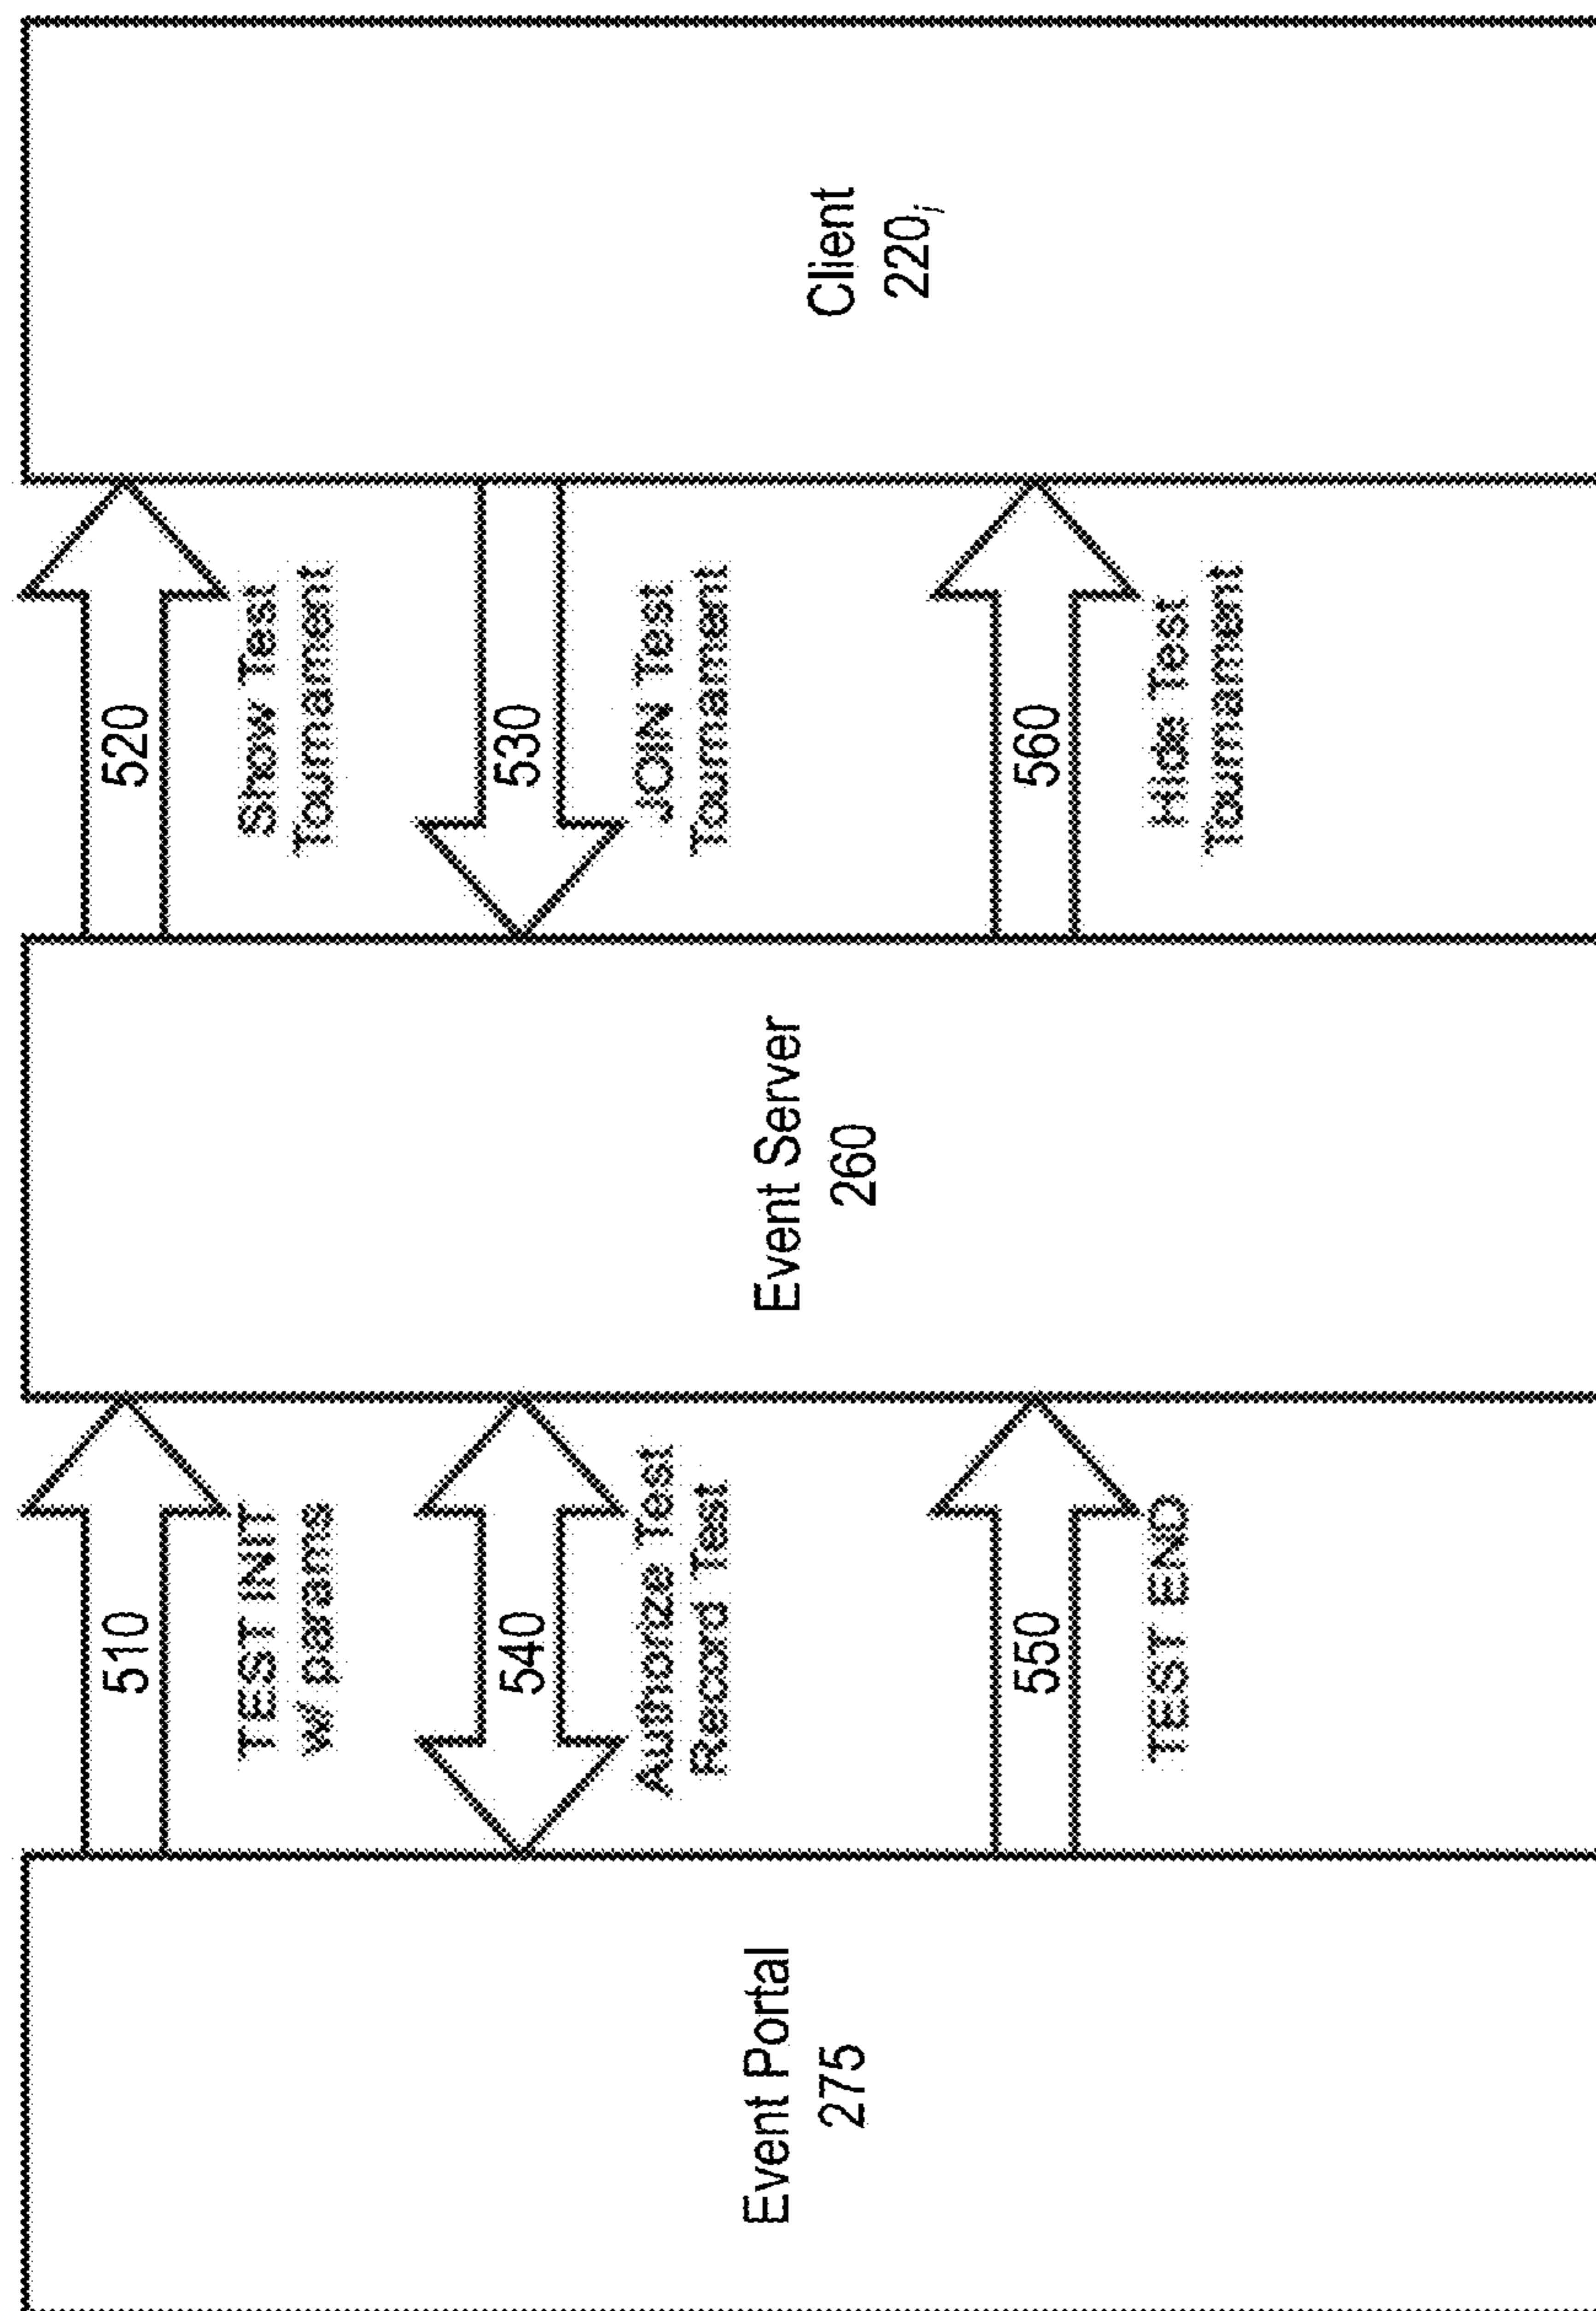 Event Portal
275
510
TEST INIT
w/ params
540
Authorize Test
Record Test
550
TEST END
Event Server
260
520
Show Test
Tournament
530
JOIN Test
Tournament
560
Hide Test
Tournament
Client
220i